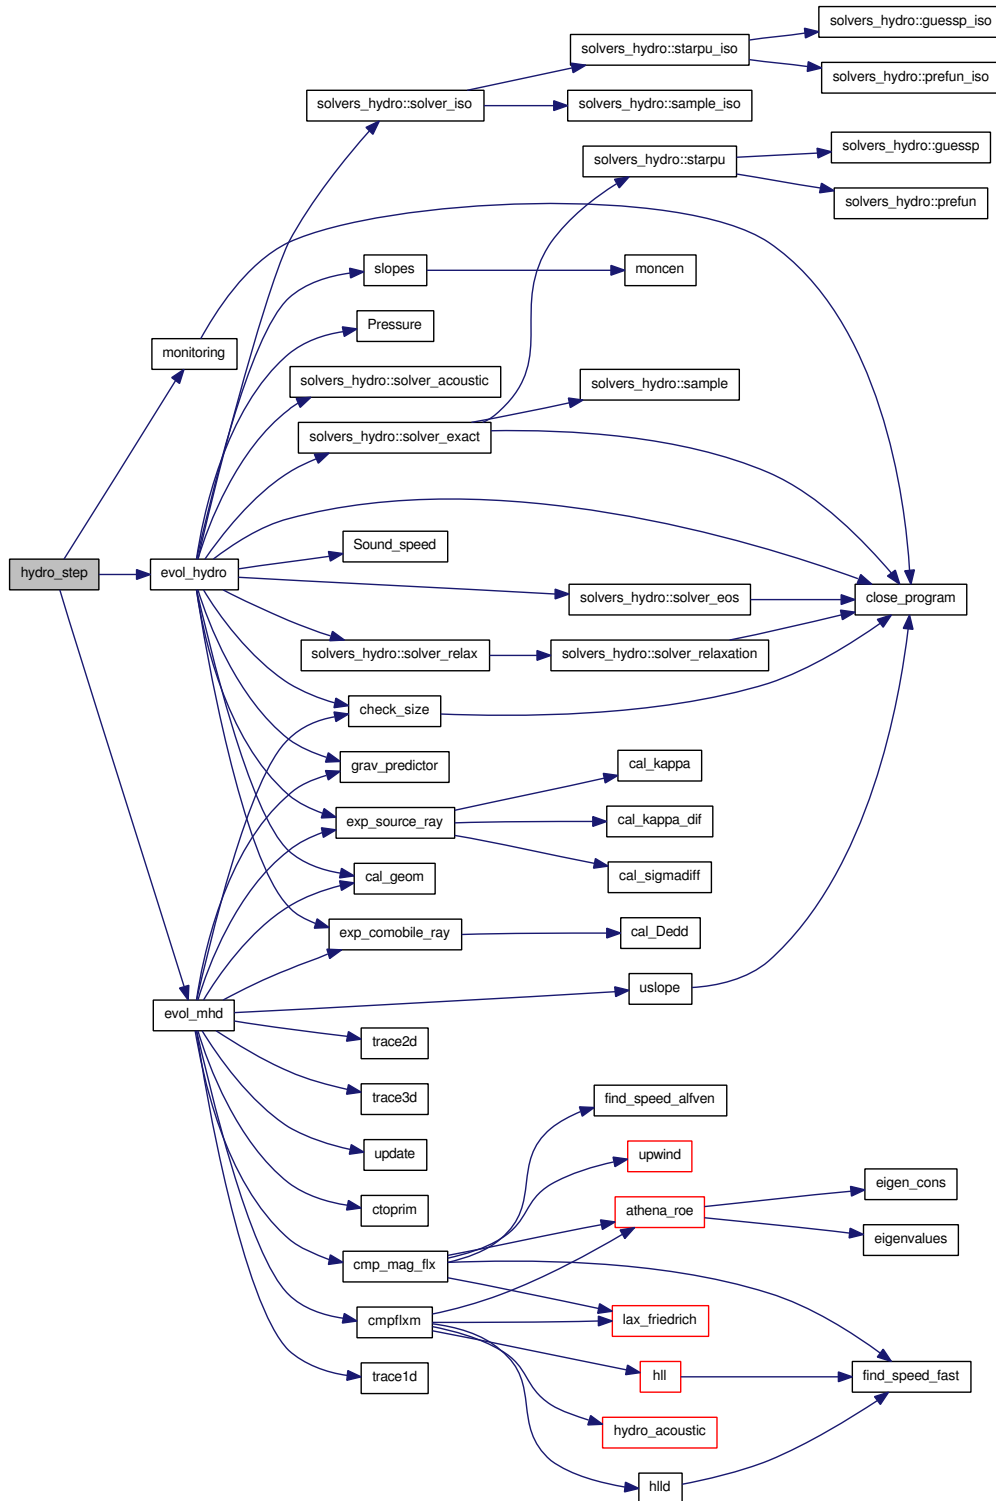 solvers_hydro::guessp_iso
solvers_hydro::starpu_iso
solvers_hydro::prefun_iso
solvers_hydro::solver_iso
solvers_hydro::sample_iso
solvers_hydro::guessp
solvers_hydro::starpu
solvers_hydro::prefun
slopes
moncen
Pressure
monitoring
solvers_hydro::solver_acoustic
solvers_hydro::sample
solvers_hydro::solver_exact
Sound_speed
hydro_step
evol_hydro
solvers_hydro::solver_eos
close_program
solvers_hydro::solver_relax
solvers_hydro::solver_relaxation
check_size
grav_predictor
cal_kappa
exp_source_ray
cal_kappa_dif
cal_geom
cal_sigmadiff
exp_comobile_ray
cal_Dedd
uslope
evol_mhd
trace2d
trace3d
find_speed_alfven
update
upwind
eigen_cons
ctoprim
athena_roe
eigenvalues
cmp_mag_flx
cmpflxm
lax_friedrich
trace1d
hll
find_speed_fast
hydro_acoustic
hlld